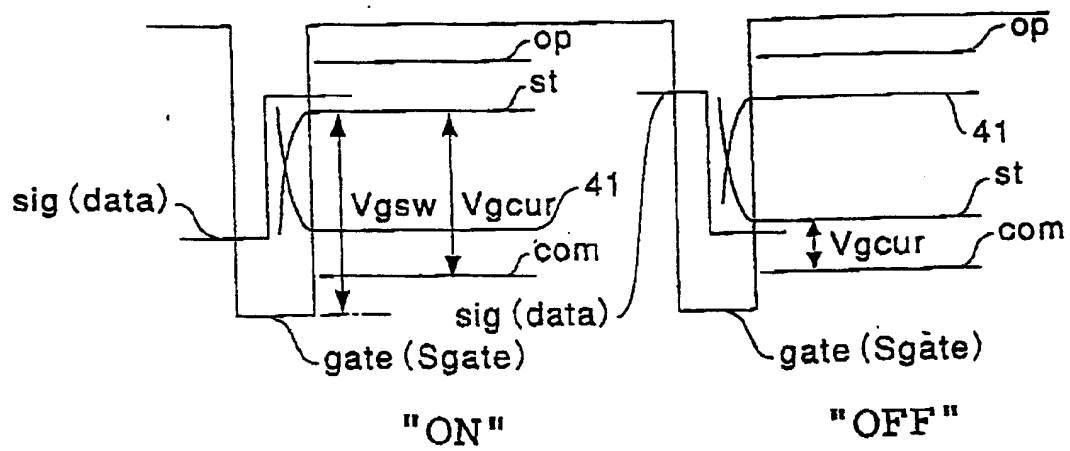 op
st
sig (data)
Vgsw
Vgcur
41
com
gate (Sgate)
"ON"
op
41
st
com
Vgcur
sig (data)
gate (Sgate)
"OFF"